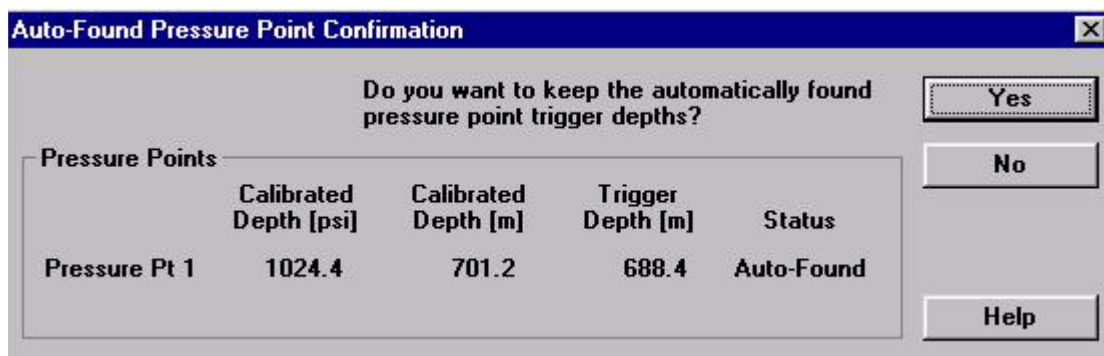 Auto-Found Pressure Point Confirmation
Do you want to keep the automatically found
pressure point trigger depths?
Yes
No
Pressure Points
Calibrated Depth [psi] Calibrated Depth [m] Trigger Depth [m] Status
Pressure Pt 1 1024.4 701.2 688.4 Auto-Found
Help